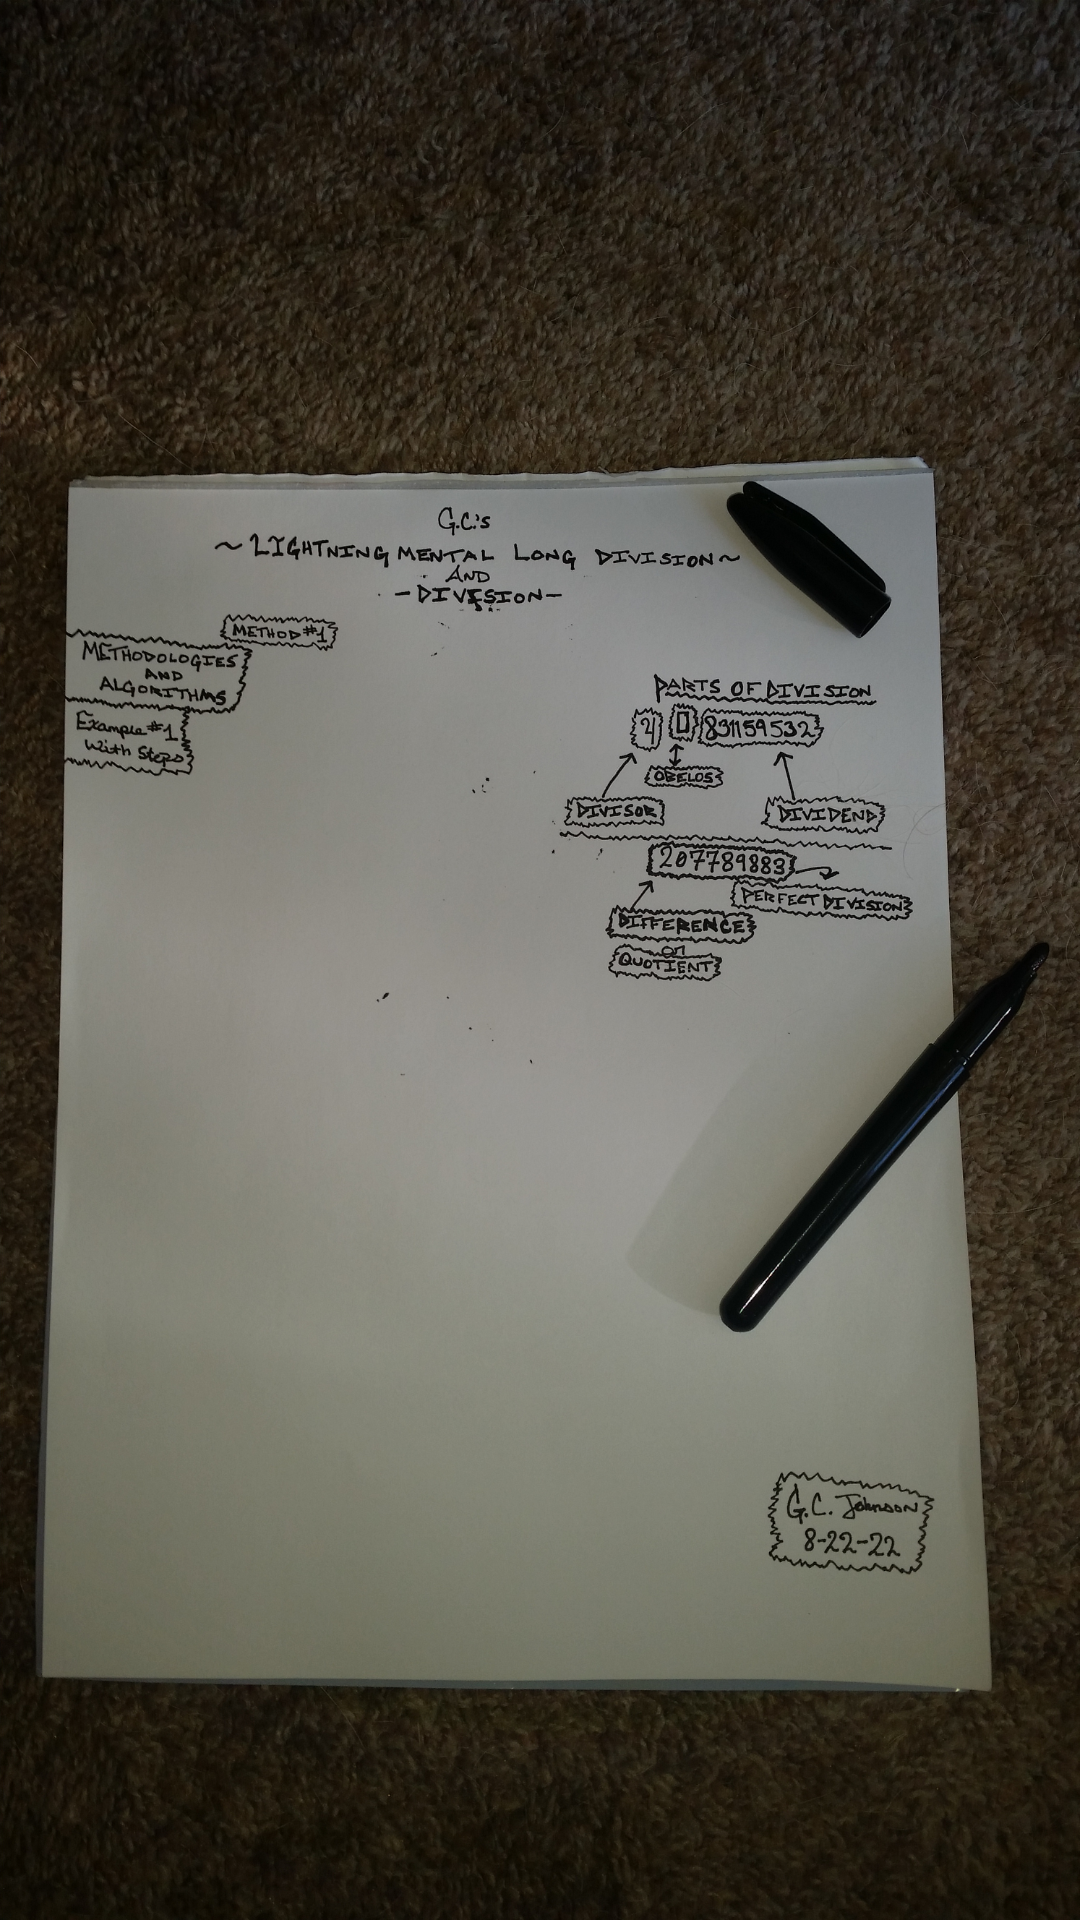 G.C.'s
~ LIGHTNING MENTAL LONG DIVISION ~
AND
- DIVISION -
METHOD #1
METHODOLOGIES
AND
ALGORITHMS
Example #1
With Steps
PARTS OF DIVISION
4 831159532
OBELOS
DIVISOR
DIVIDEND
207789883
PERFECT DIVISION
DIFFERENCE
or
QUOTIENT
G.C. Johnson
8-22-22